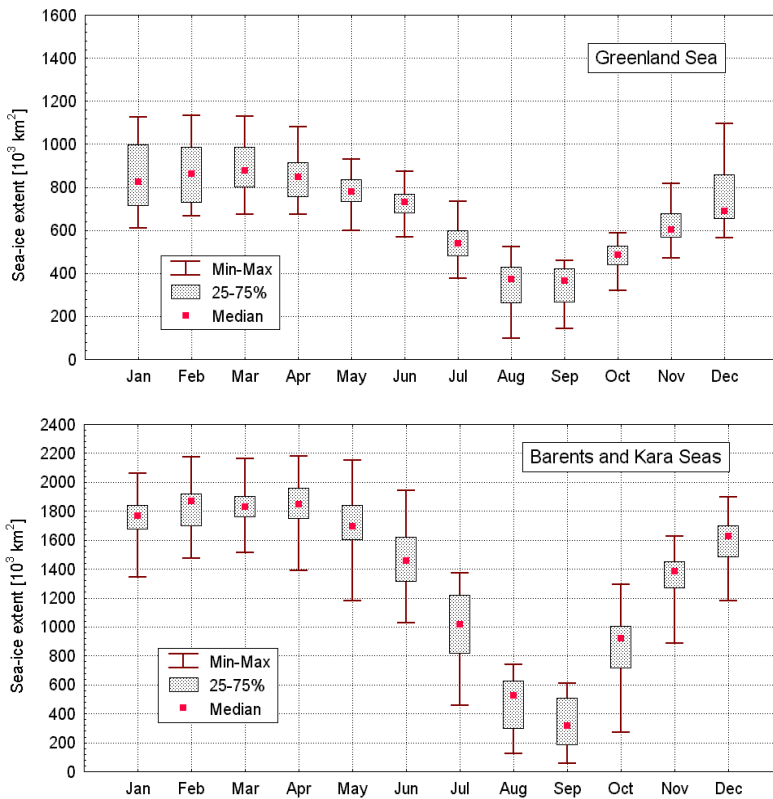 1600
1400
1200
1000
800
600
400
200
0
Sea-ice extent [10³ km²]
Greenland Sea
Min-Max
25-75%
Median
Jan Feb Mar Apr May Jun Jul Aug Sep Oct Nov Dec
2400
2200
2000
1800
1600
1400
1200
1000
800
600
400
200
0
Sea-ice extent [10³ km²]
Barents and Kara Seas
Min-Max
25-75%
Median
Jan Feb Mar Apr May Jun Jul Aug Sep Oct Nov Dec